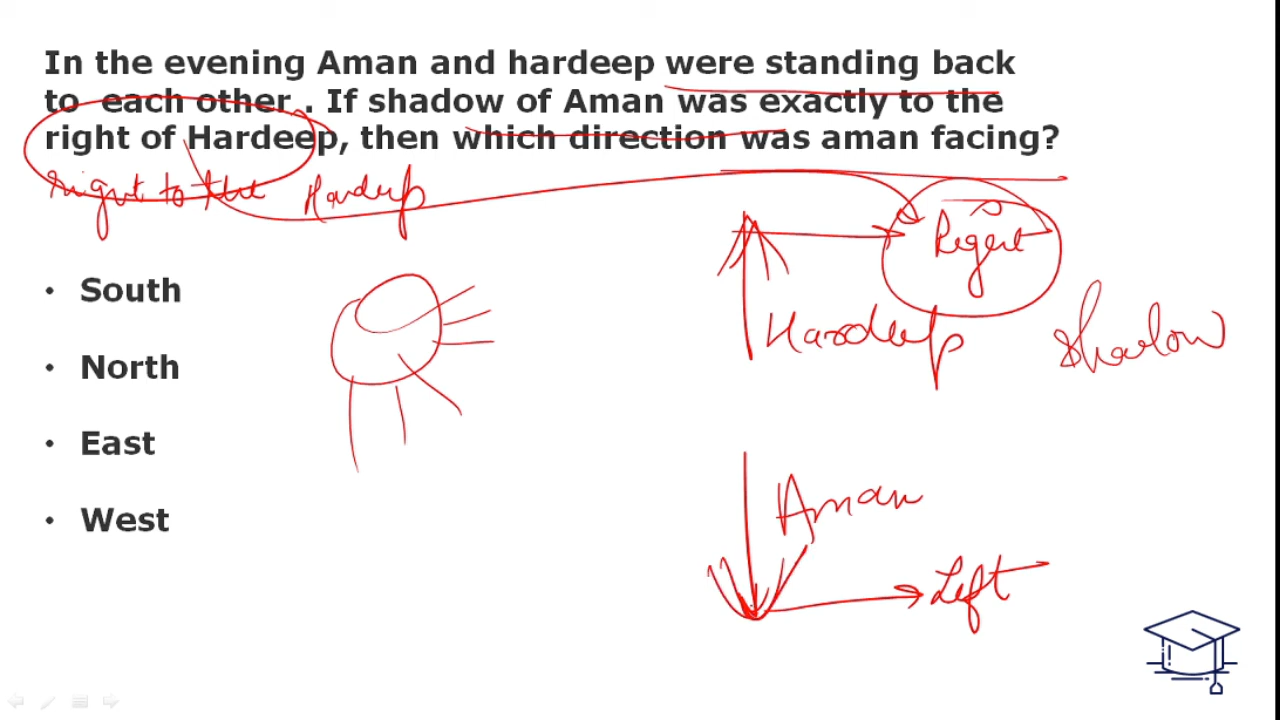 In the evening Aman and hardeep were standing back
to each other . If shadow of Aman was exactly to the
right of Hardeep, then which direction was aman facing?
right to the Hardeep
Right
• South
Hardeep
Shadow
• North
• East
Aman
• West
Left